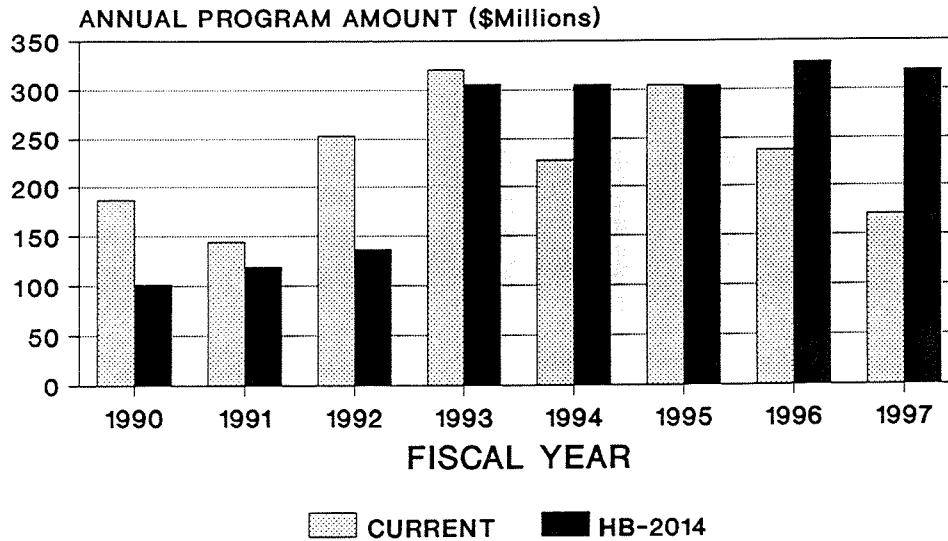 ANNUAL PROGRAM AMOUNT ($Millions)
350
300
250
200
150
100
50
0
1990 1991 1992 1993 1994 1995 1996 1997
FISCAL YEAR
CURRENT HB-2014